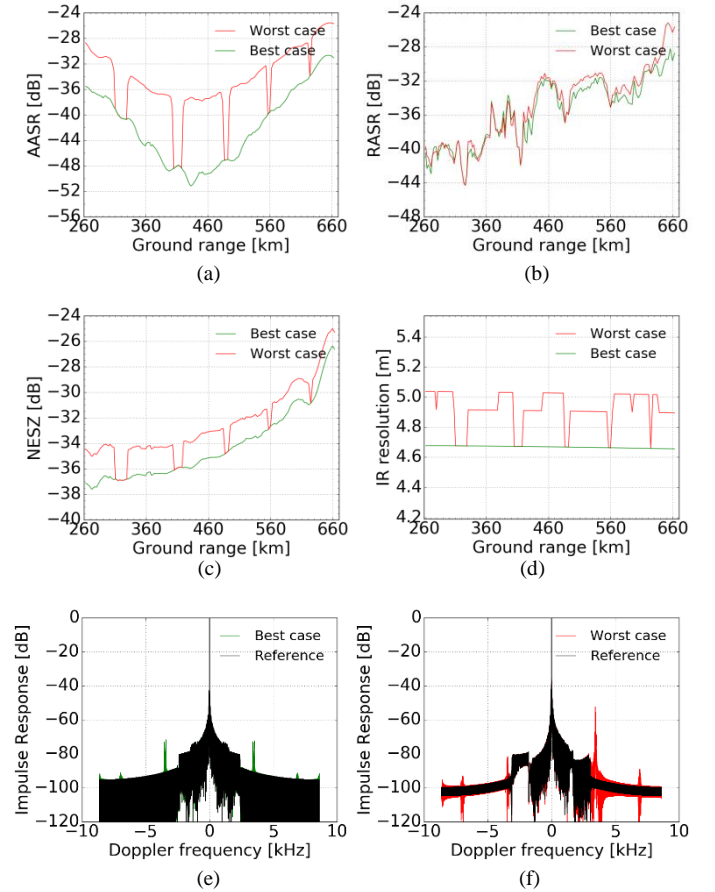 −24
−28
−32
−36
−40
−44
−48
−52
−56
AASR [dB]
Worst case
Best case
260 360 460 560 660
Ground range [km]
(a)
−24
−28
−32
−36
−40
−44
−48
RASR [dB]
Best case
Worst case
260 360 460 560 660
Ground range [km]
(b)
−24
−26
−28
−30
−32
−34
−36
−38
−40
NESZ [dB]
Best case
Worst case
260 360 460 560 660
Ground range [km]
(c)
5.4
5.2
5.0
4.8
4.6
4.4
4.2
IR resolution [m]
Worst case
Best case
260 360 460 560 660
Ground range [km]
(d)
0
−20
−40
−60
−80
−100
−120
Impulse Response [dB]
Best case
Reference
−10 −5 0 5 10
Doppler frequency [kHz]
(e)
0
−20
−40
−60
−80
−100
−120
Impulse Response [dB]
Worst case
Reference
−10 −5 0 5 10
Doppler frequency [kHz]
(f)